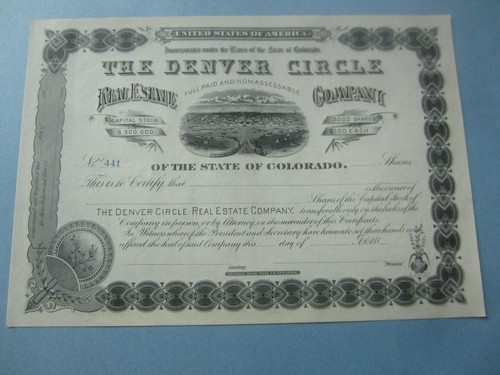 UNITED STATES OF AMERICA.
Incorporated under the Laws of the State of Colorado.
THE DENVER CIRCLE
REAL ESTATE COMPANY
FULL PAID AND NON-ASSESSABLE
CAPITAL STOCK
$ 500,000
5000 SHARES
$100 EACH.
No. 441 Shares
OF THE STATE OF COLORADO.
This is to Certify that
is the owner of
Shares of the Capital Stock of
THE DENVER CIRCLE REAL ESTATE COMPANY, transferable only on the books of the
Company in person or by Attorney, on the surrender of this Certificate.
In Witness whereof the President and Secretary have hereunto set their hands and
affixed the seal of said Company this day of A.D. 188
Secretary
President